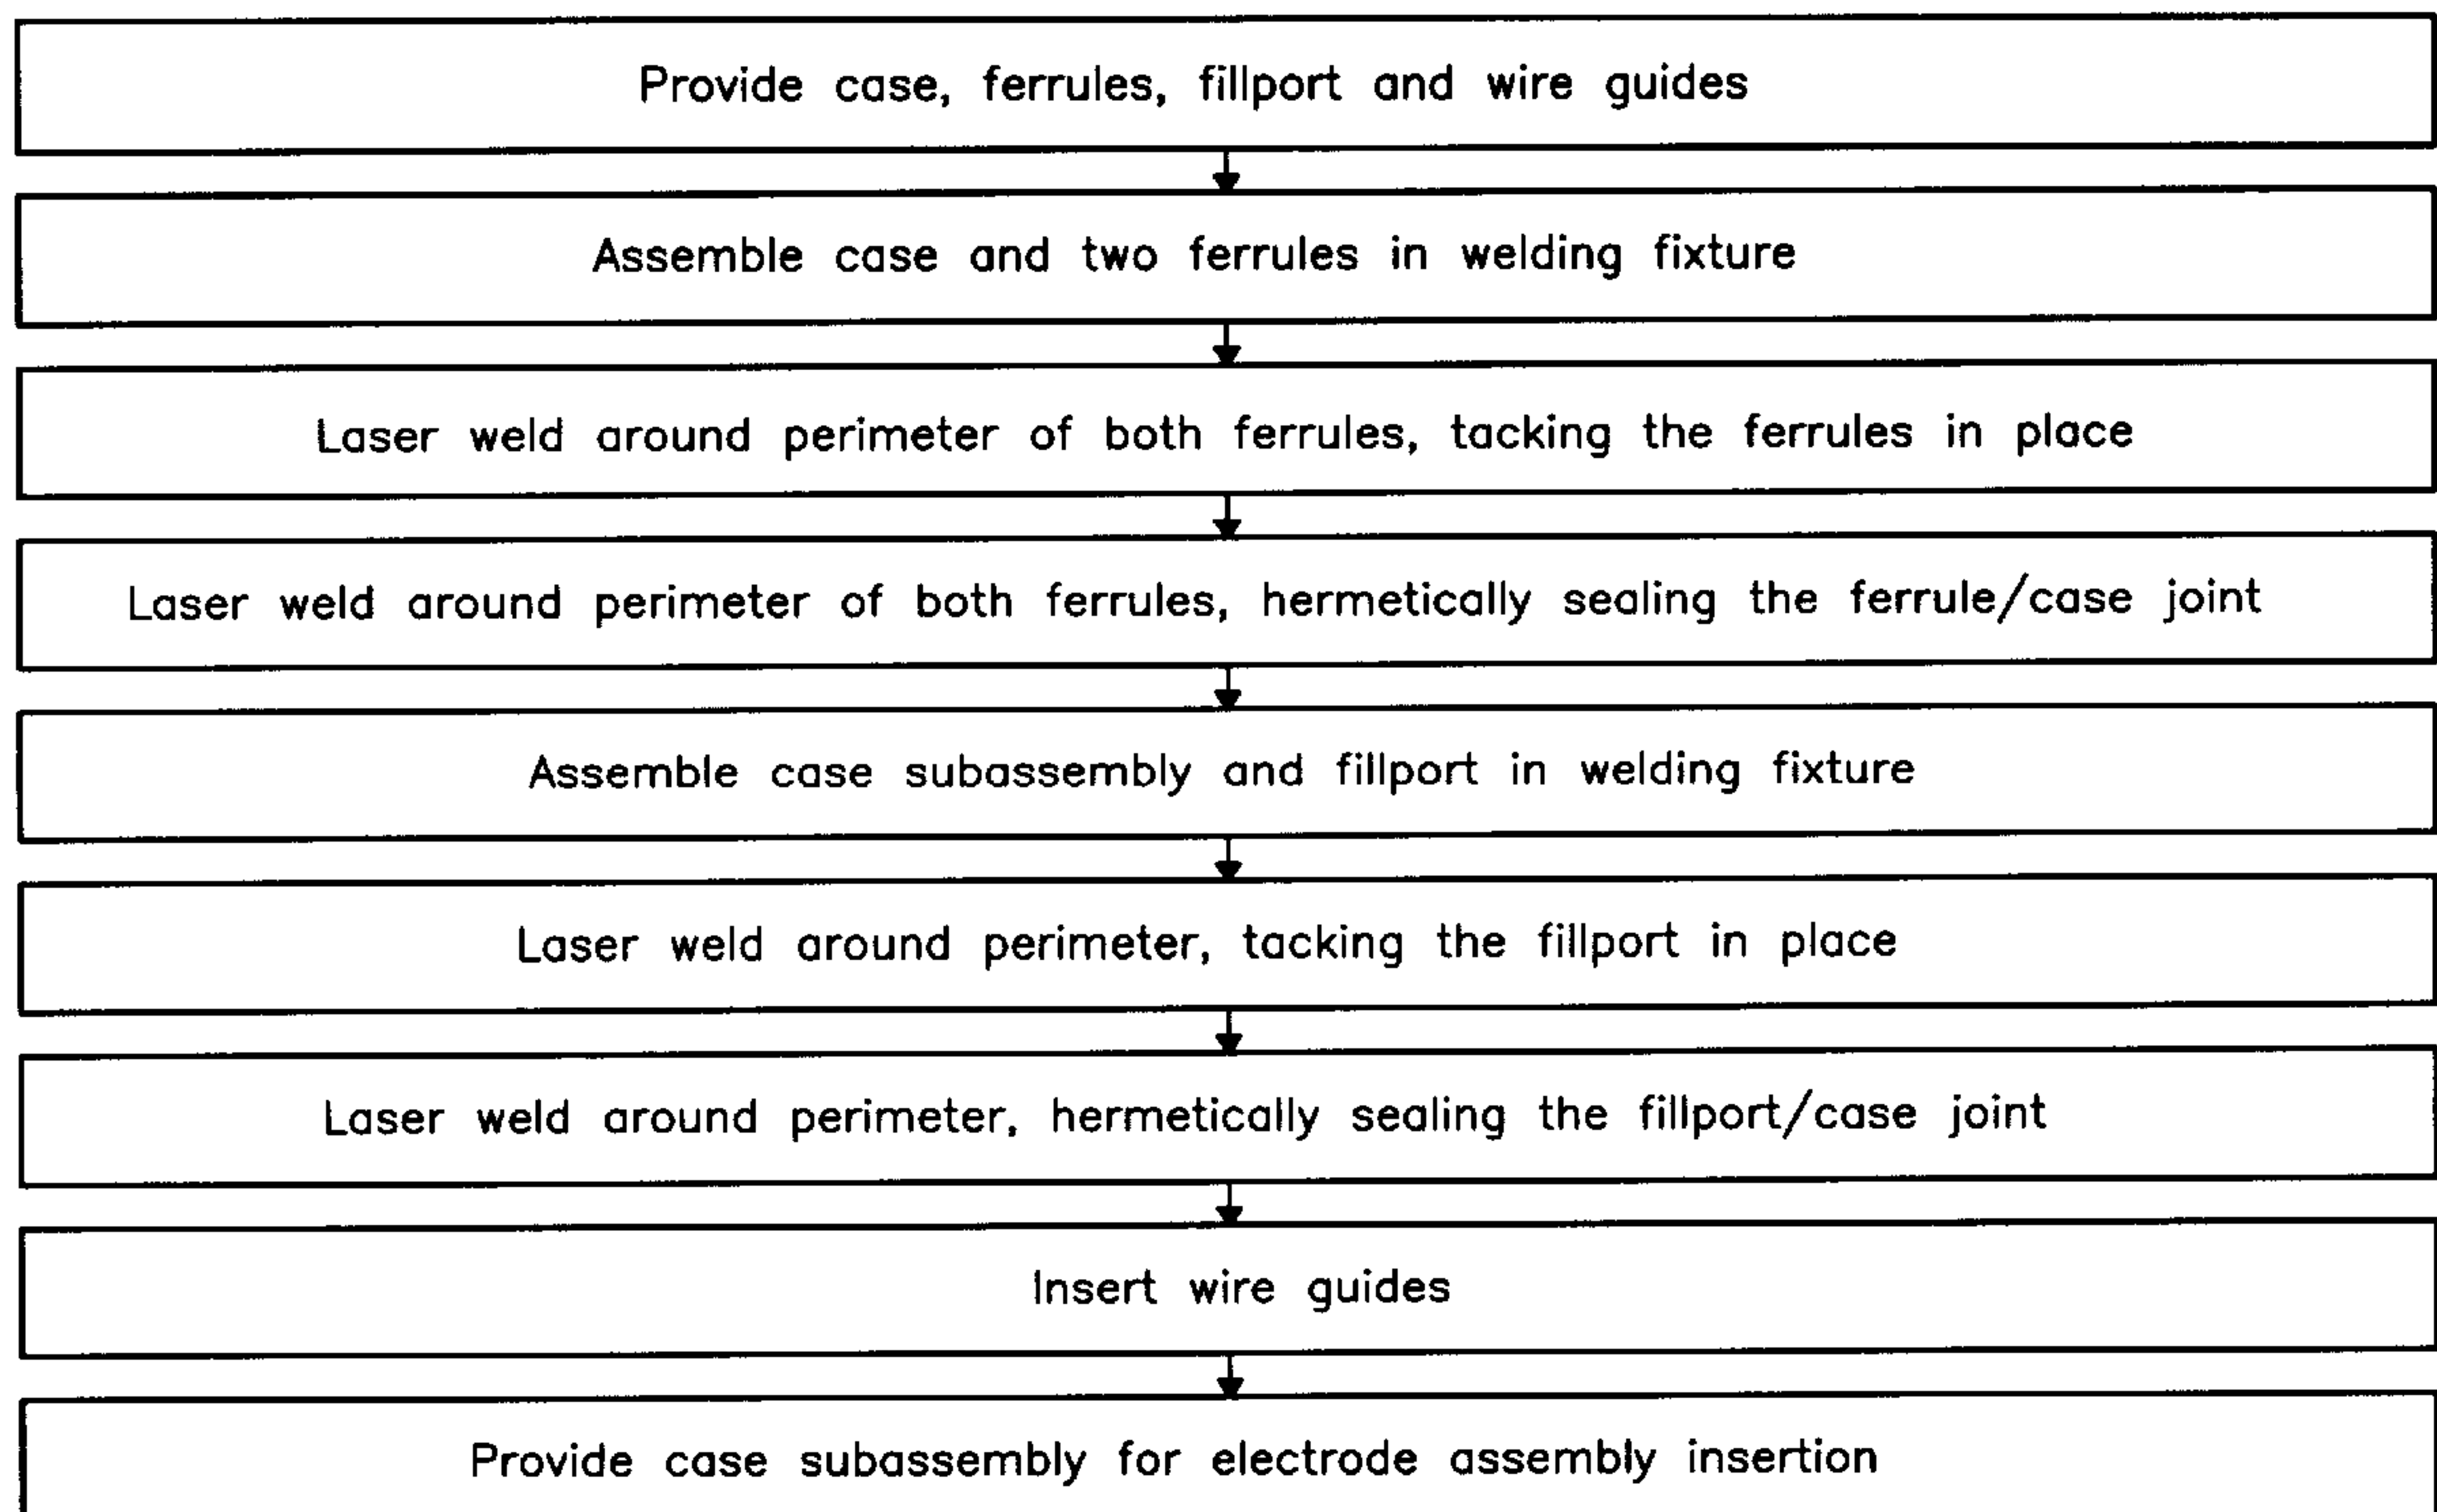 Provide case, ferrules, fillport and wire guides
Assemble case and two ferrules in welding fixture
Laser weld around perimeter of both ferrules, tacking the ferrules in place
Laser weld around perimeter of both ferrules, hermetically sealing the ferrule/case joint
Assemble case subassembly and fillport in welding fixture
Laser weld around perimeter, tacking the fillport in place
Laser weld around perimeter, hermetically sealing the fillport/case joint
Insert wire guides
Provide case subassembly for electrode assembly insertion